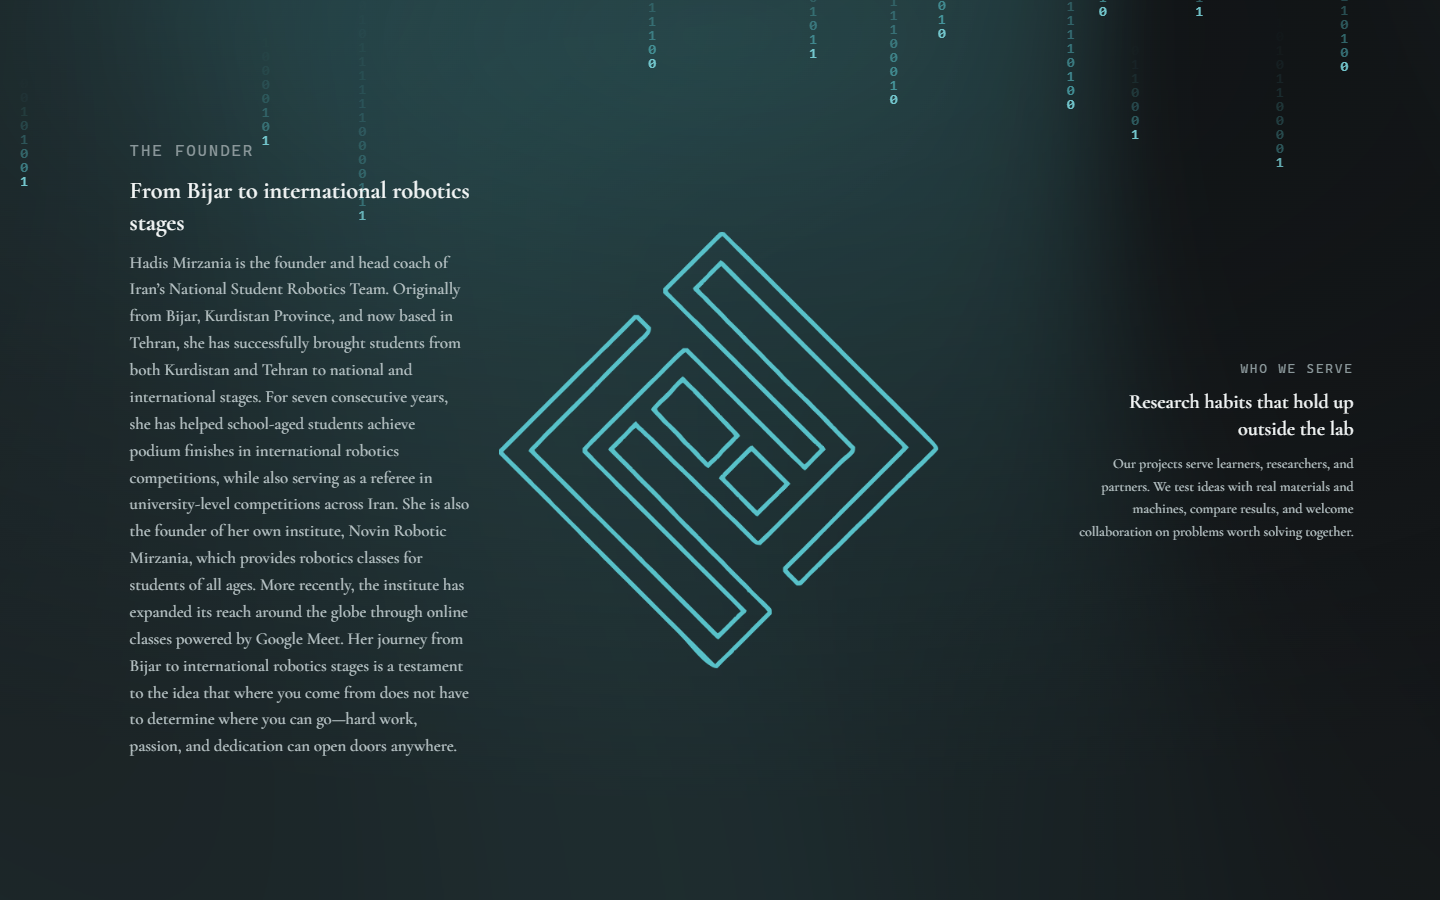 THE FOUNDER
From Bijar to international robotics
stages
Hadis Mirzania is the founder and head coach of
Iran’s National Student Robotics Team. Originally
from Bijar, Kurdistan Province, and now based in
Tehran, she has successfully brought students from
both Kurdistan and Tehran to national and
international stages. For seven consecutive years,
she has helped school-aged students achieve
podium finishes in international robotics
competitions, while also serving as a referee in
university-level competitions across Iran. She is also
the founder of her own institute, Novin Robotic
Mirzania, which provides robotics classes for
students of all ages. More recently, the institute has
expanded its reach around the globe through online
classes powered by Google Meet. Her journey from
Bijar to international robotics stages is a testament
to the idea that where you come from does not have
to determine where you can go—hard work,
passion, and dedication can open doors anywhere.
WHO WE SERVE
Research habits that hold up
outside the lab
Our projects serve learners, researchers, and
partners. We test ideas with real materials and
machines, compare results, and welcome
collaboration on problems worth solving together.